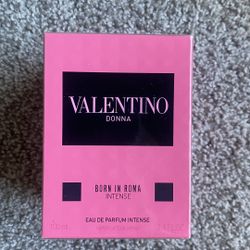 VALENTINO
DONNA
BORN IN ROMA
INTENSE
EAU DE PARFUM INTENSE